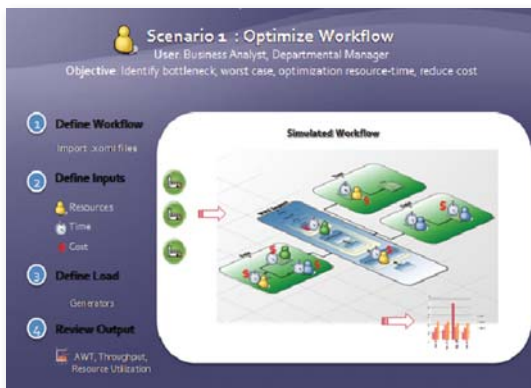 Scenario 1 : Optimize Workflow
User: Business Analyst, Departmental Manager
Objective: Identify bottleneck, worst case, optimization resource-time, reduce cost
1 Define Workflow
Import .xoml files
2 Define Inputs
Resources
Time
$ Cost
3 Define Load
Generators
4 Review Output
AWT, Throughput,
Resource Utilization
Simulated Workflow